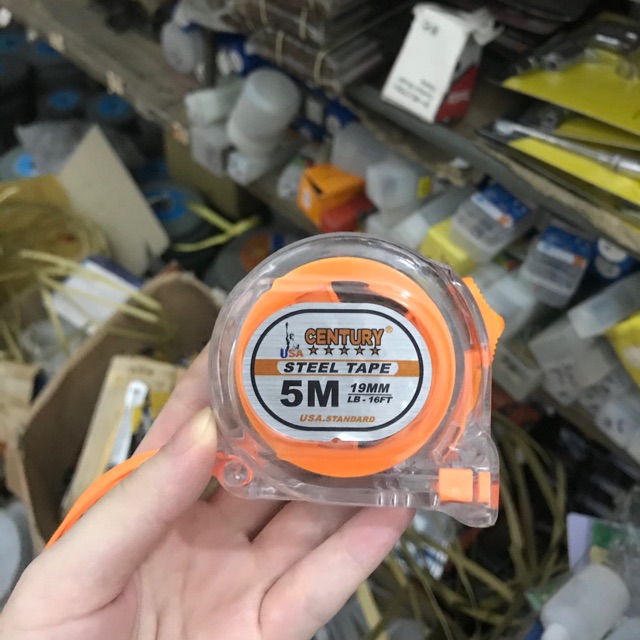 CENTURY®
USA
STEEL TAPE
5M
19MM
LB-16FT
USA.STANDARD